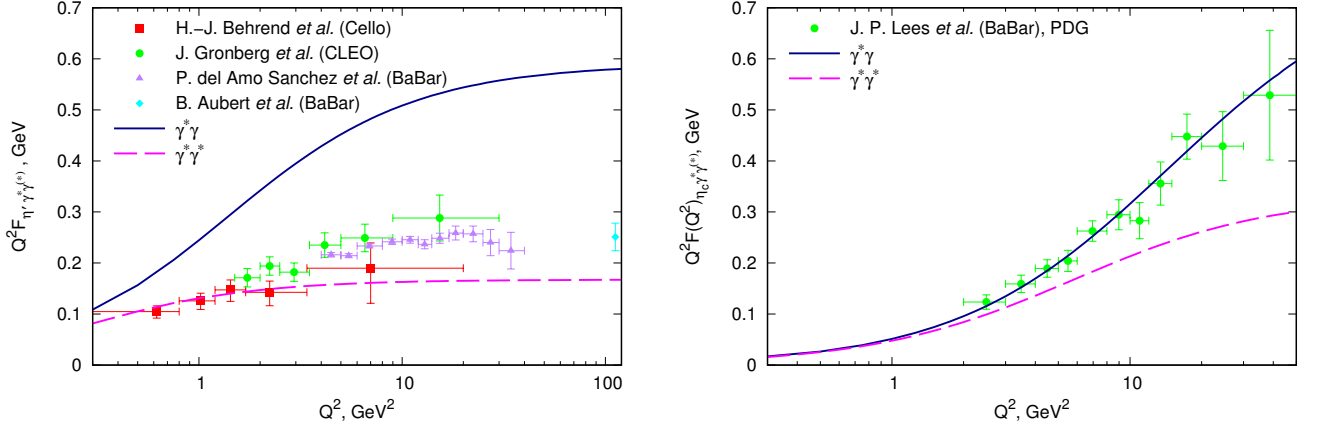 0.7
0.6
0.5
0.4
0.3
0.2
0.1
0
1
10
100
Q², GeV²
Q²F_{η' γ*γ^(*)} , GeV
H.−J. Behrend et al. (Cello)
J. Gronberg et al. (CLEO)
P. del Amo Sanchez et al. (BaBar)
B. Aubert et al. (BaBar)
γ*γ
γ*γ*
0.7
0.6
0.5
0.4
0.3
0.2
0.1
0
1
10
Q², GeV²
Q²F(Q²)_{η_c γ*γ^(*)}, GeV
J. P. Lees et al. (BaBar), PDG
γ*γ
γ*γ*